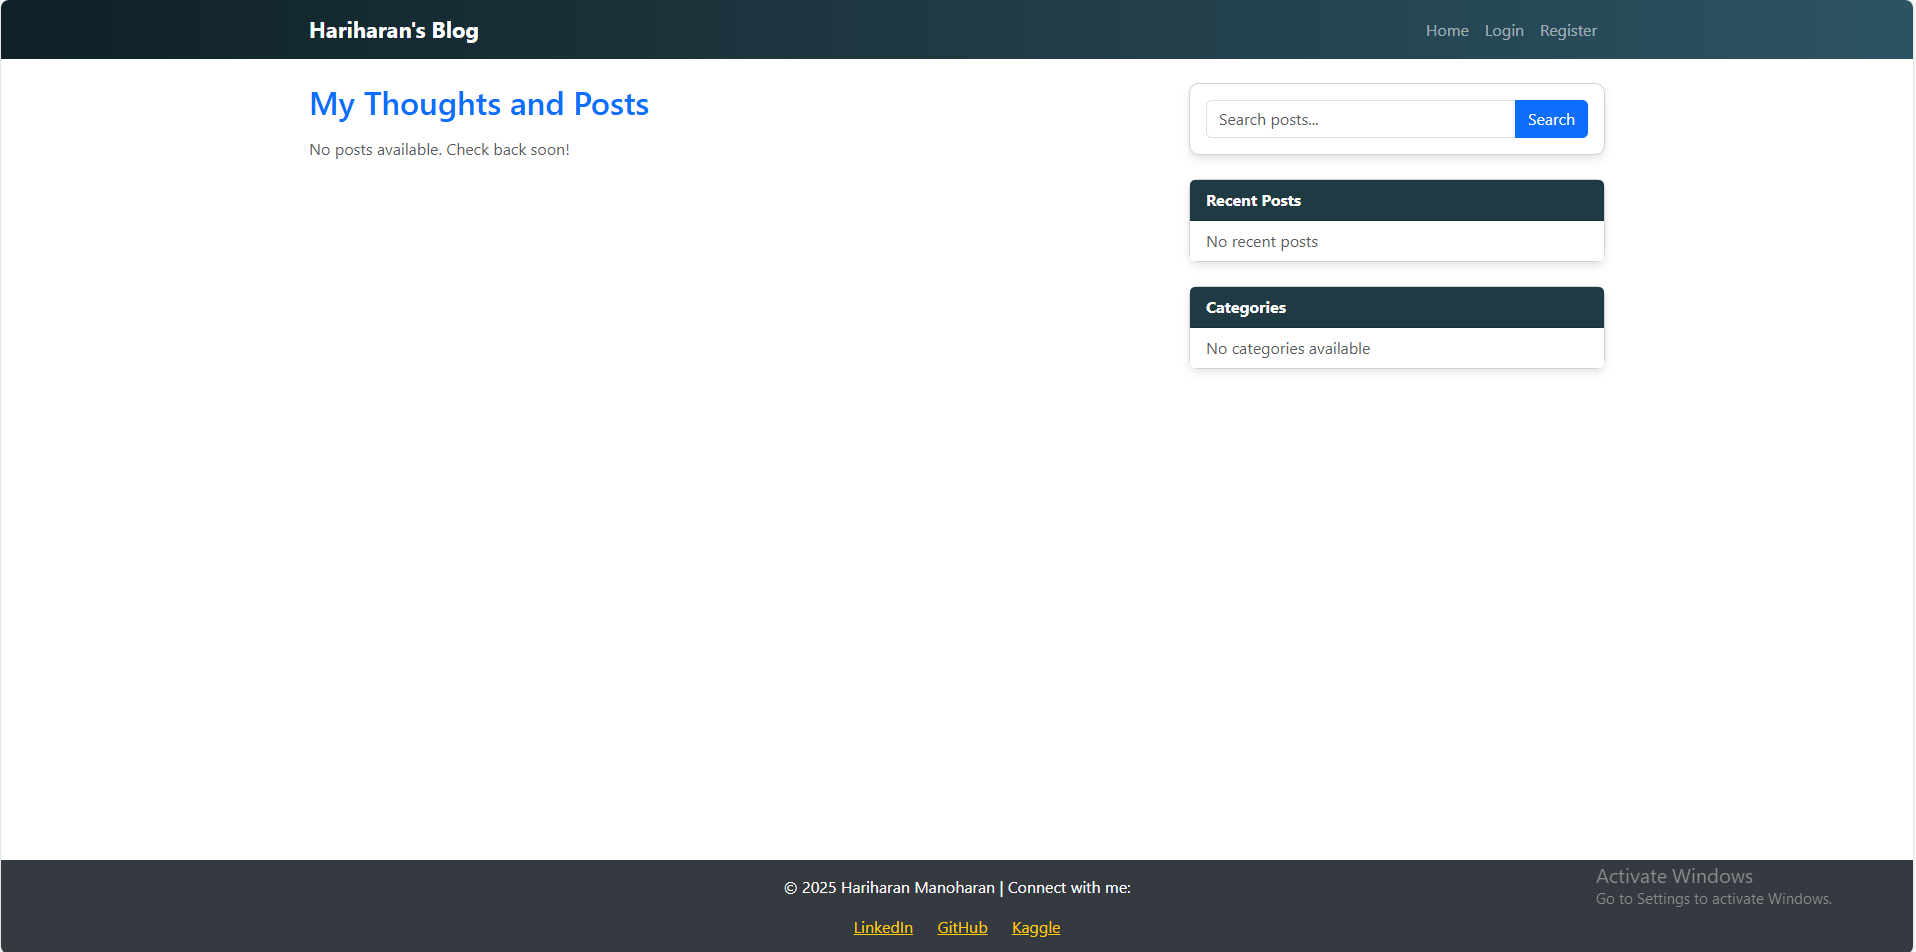 Hariharan's Blog
Home Login Register
My Thoughts and Posts
No posts available. Check back soon!
Search posts... Search
Recent Posts
No recent posts
Categories
No categories available
© 2025 Hariharan Manoharan | Connect with me:
LinkedIn GitHub Kaggle
Activate Windows
Go to Settings to activate Windows.